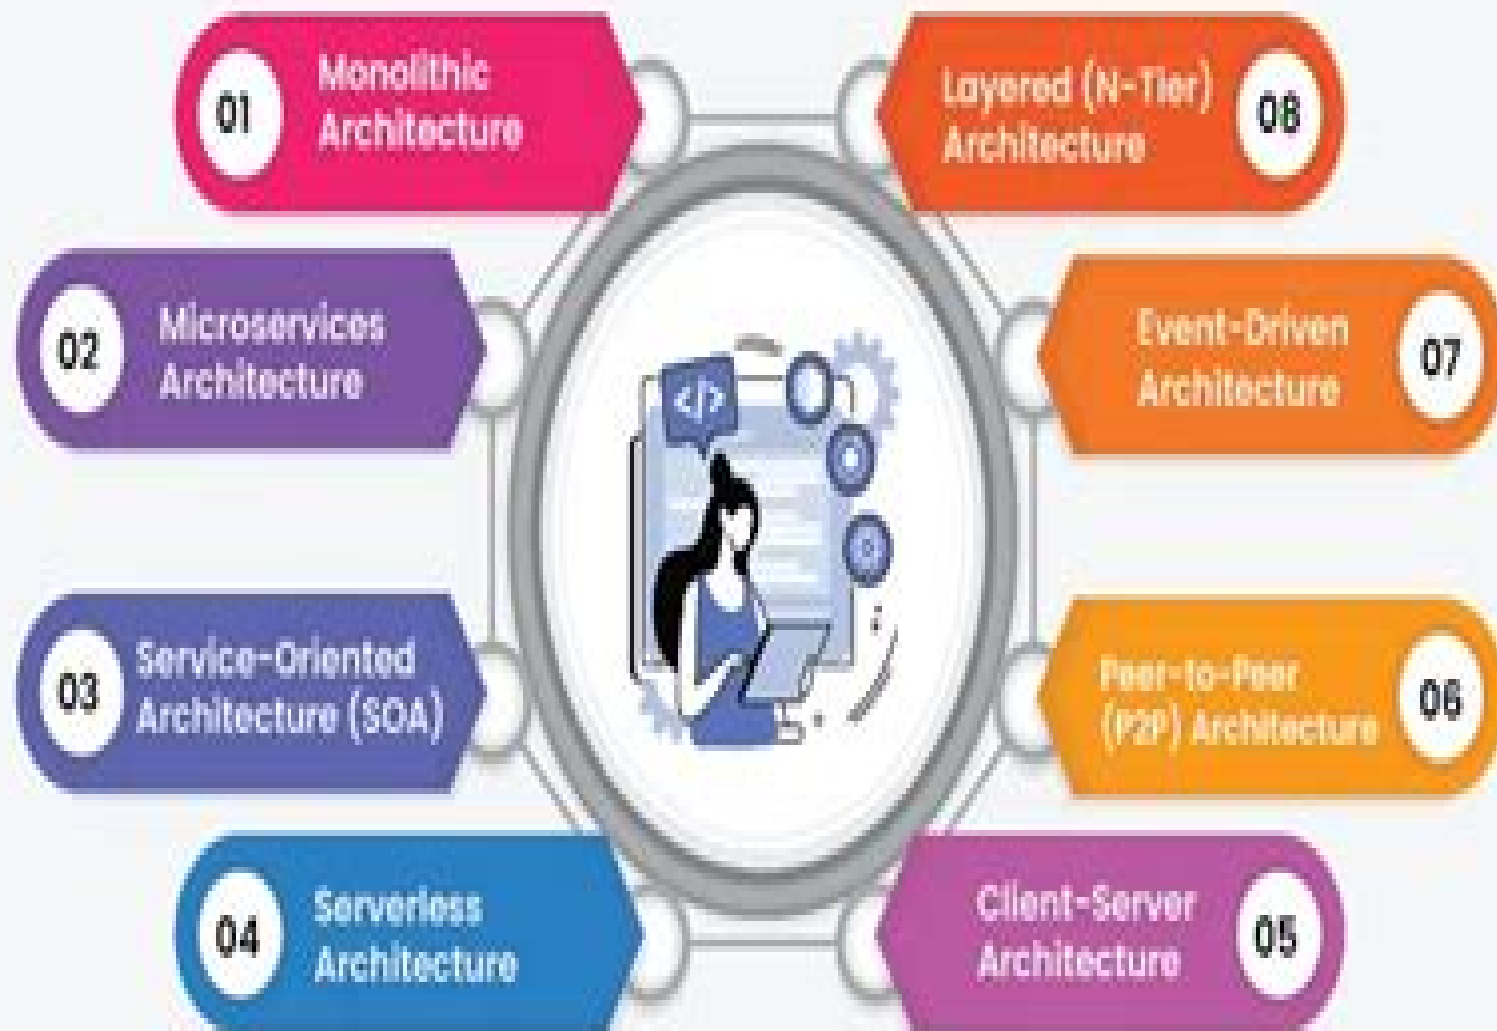 01
Monolithic
Architecture
02
Microservices
Architecture
03
Service-Oriented
Architecture (SOA)
04
Serverless
Architecture
05
Client-Server
Architecture
06
Peer-to-Peer
(P2P) Architecture
07
Event-Driven
Architecture
08
Layered (N-Tier)
Architecture
</>